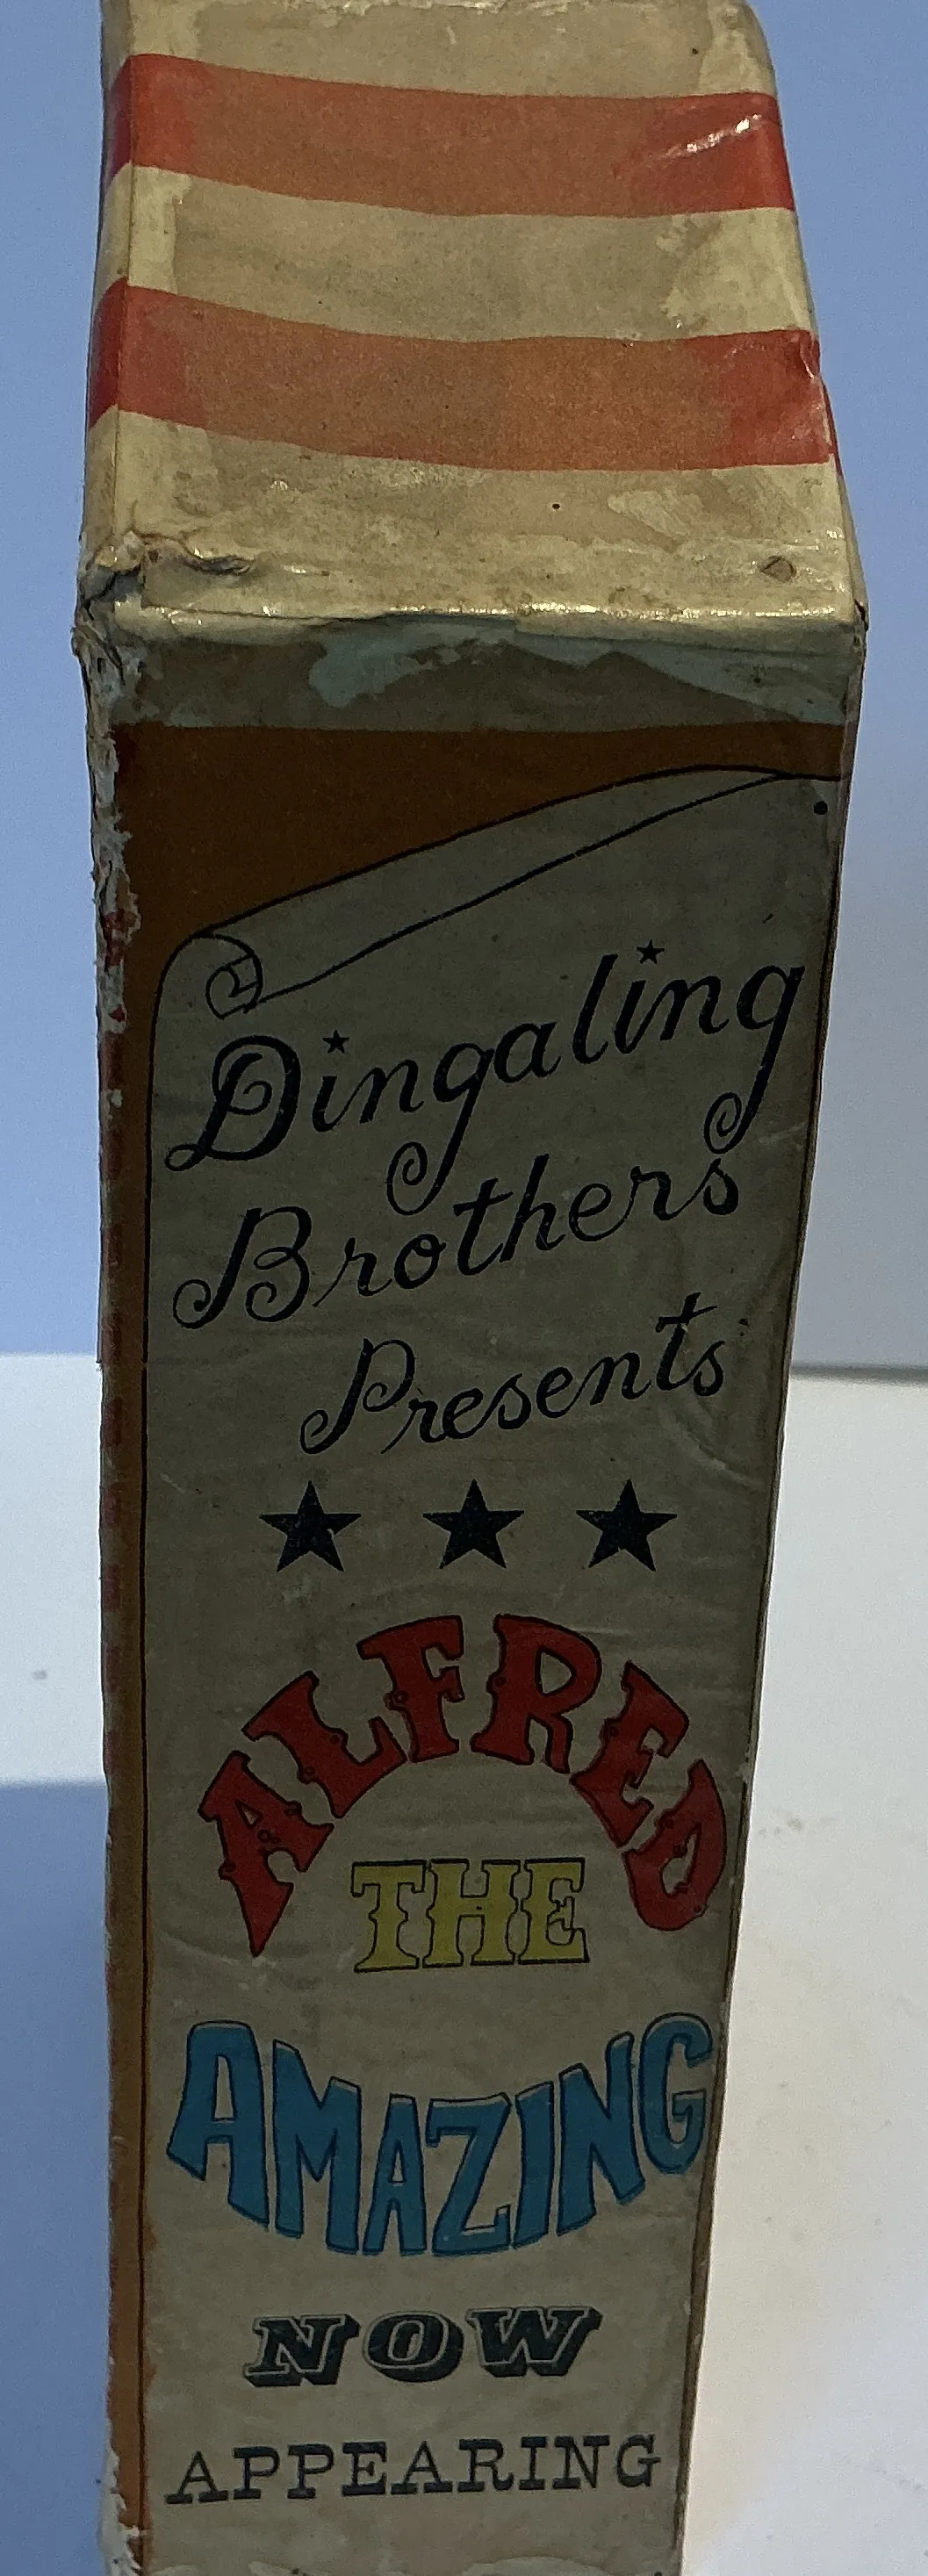 Dingaling
Brothers
Presents
ALFRED
THE
AMAZING
NOW
APPEARING